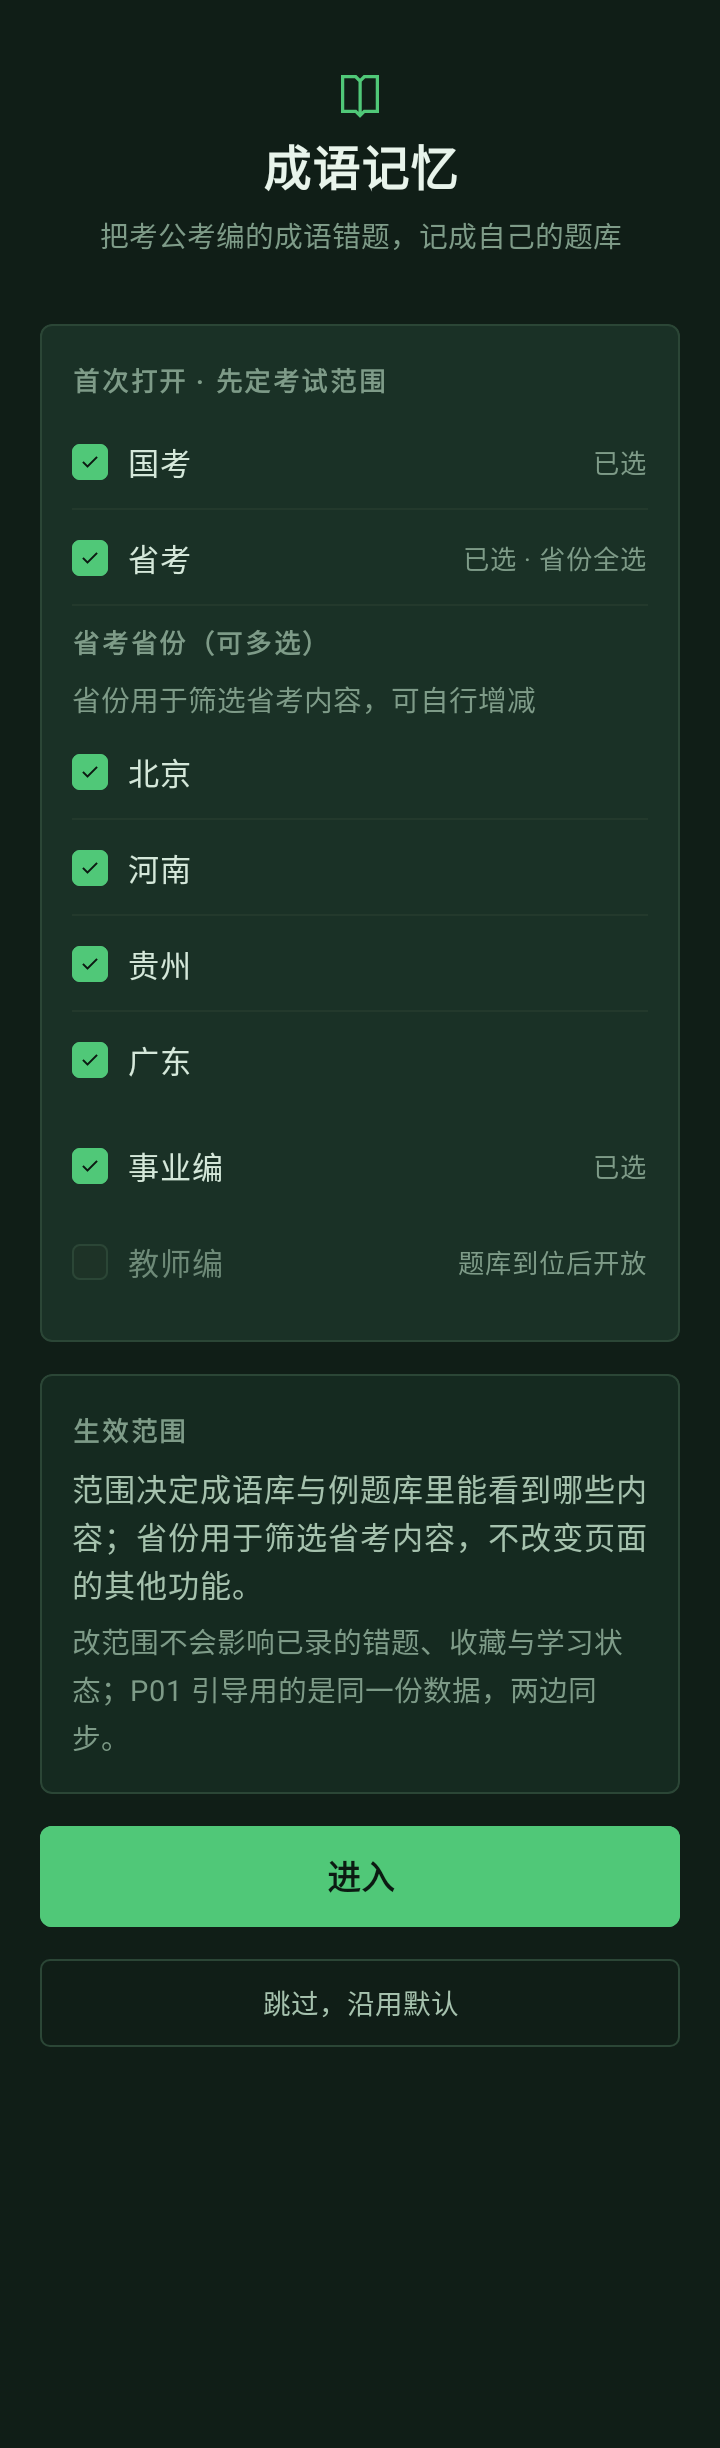 成语记忆
把考公考编的成语错题，记成自己的题库
首次打开 · 先定考试范围
国考 已选
省考 已选 · 省份全选
省考省份（可多选）
省份用于筛选省考内容，可自行增减
北京
河南
贵州
广东
事业编 已选
教师编 题库到位后开放
生效范围
范围决定成语库与例题库里能看到哪些内
容；省份用于筛选省考内容，不改变页面
的其他功能。
改范围不会影响已录的错题、收藏与学习状
态；P01 引导用的是同一份数据，两边同
步。
进入
跳过，沿用默认